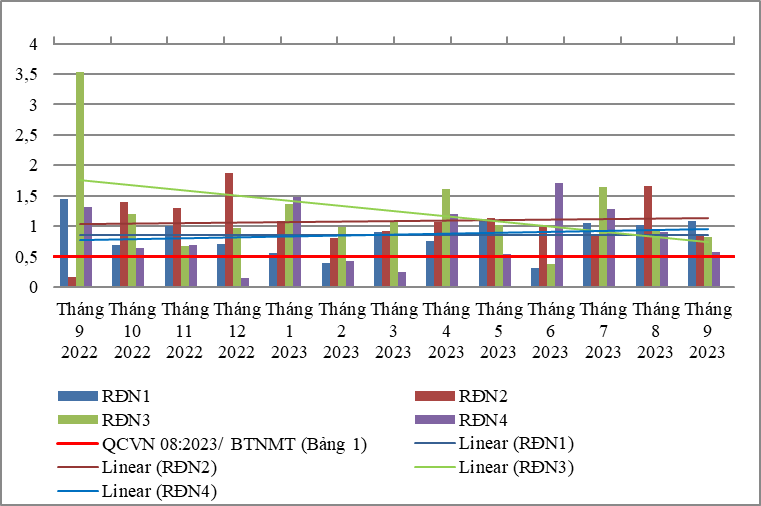 4
3,5
3
2,5
2
1,5
1
0,5
0
Tháng Tháng Tháng Tháng Tháng Tháng Tháng Tháng Tháng Tháng Tháng Tháng Tháng
9 10 11 12 1 2 3 4 5 6 7 8 9
2022 2022 2022 2022 2023 2023 2023 2023 2023 2023 2023 2023 2023
RĐN1 RĐN2
RĐN3 RĐN4
QCVN 08:2023/ BTNMT (Bảng 1) Linear (RĐN1)
Linear (RĐN2) Linear (RĐN3)
Linear (RĐN4)